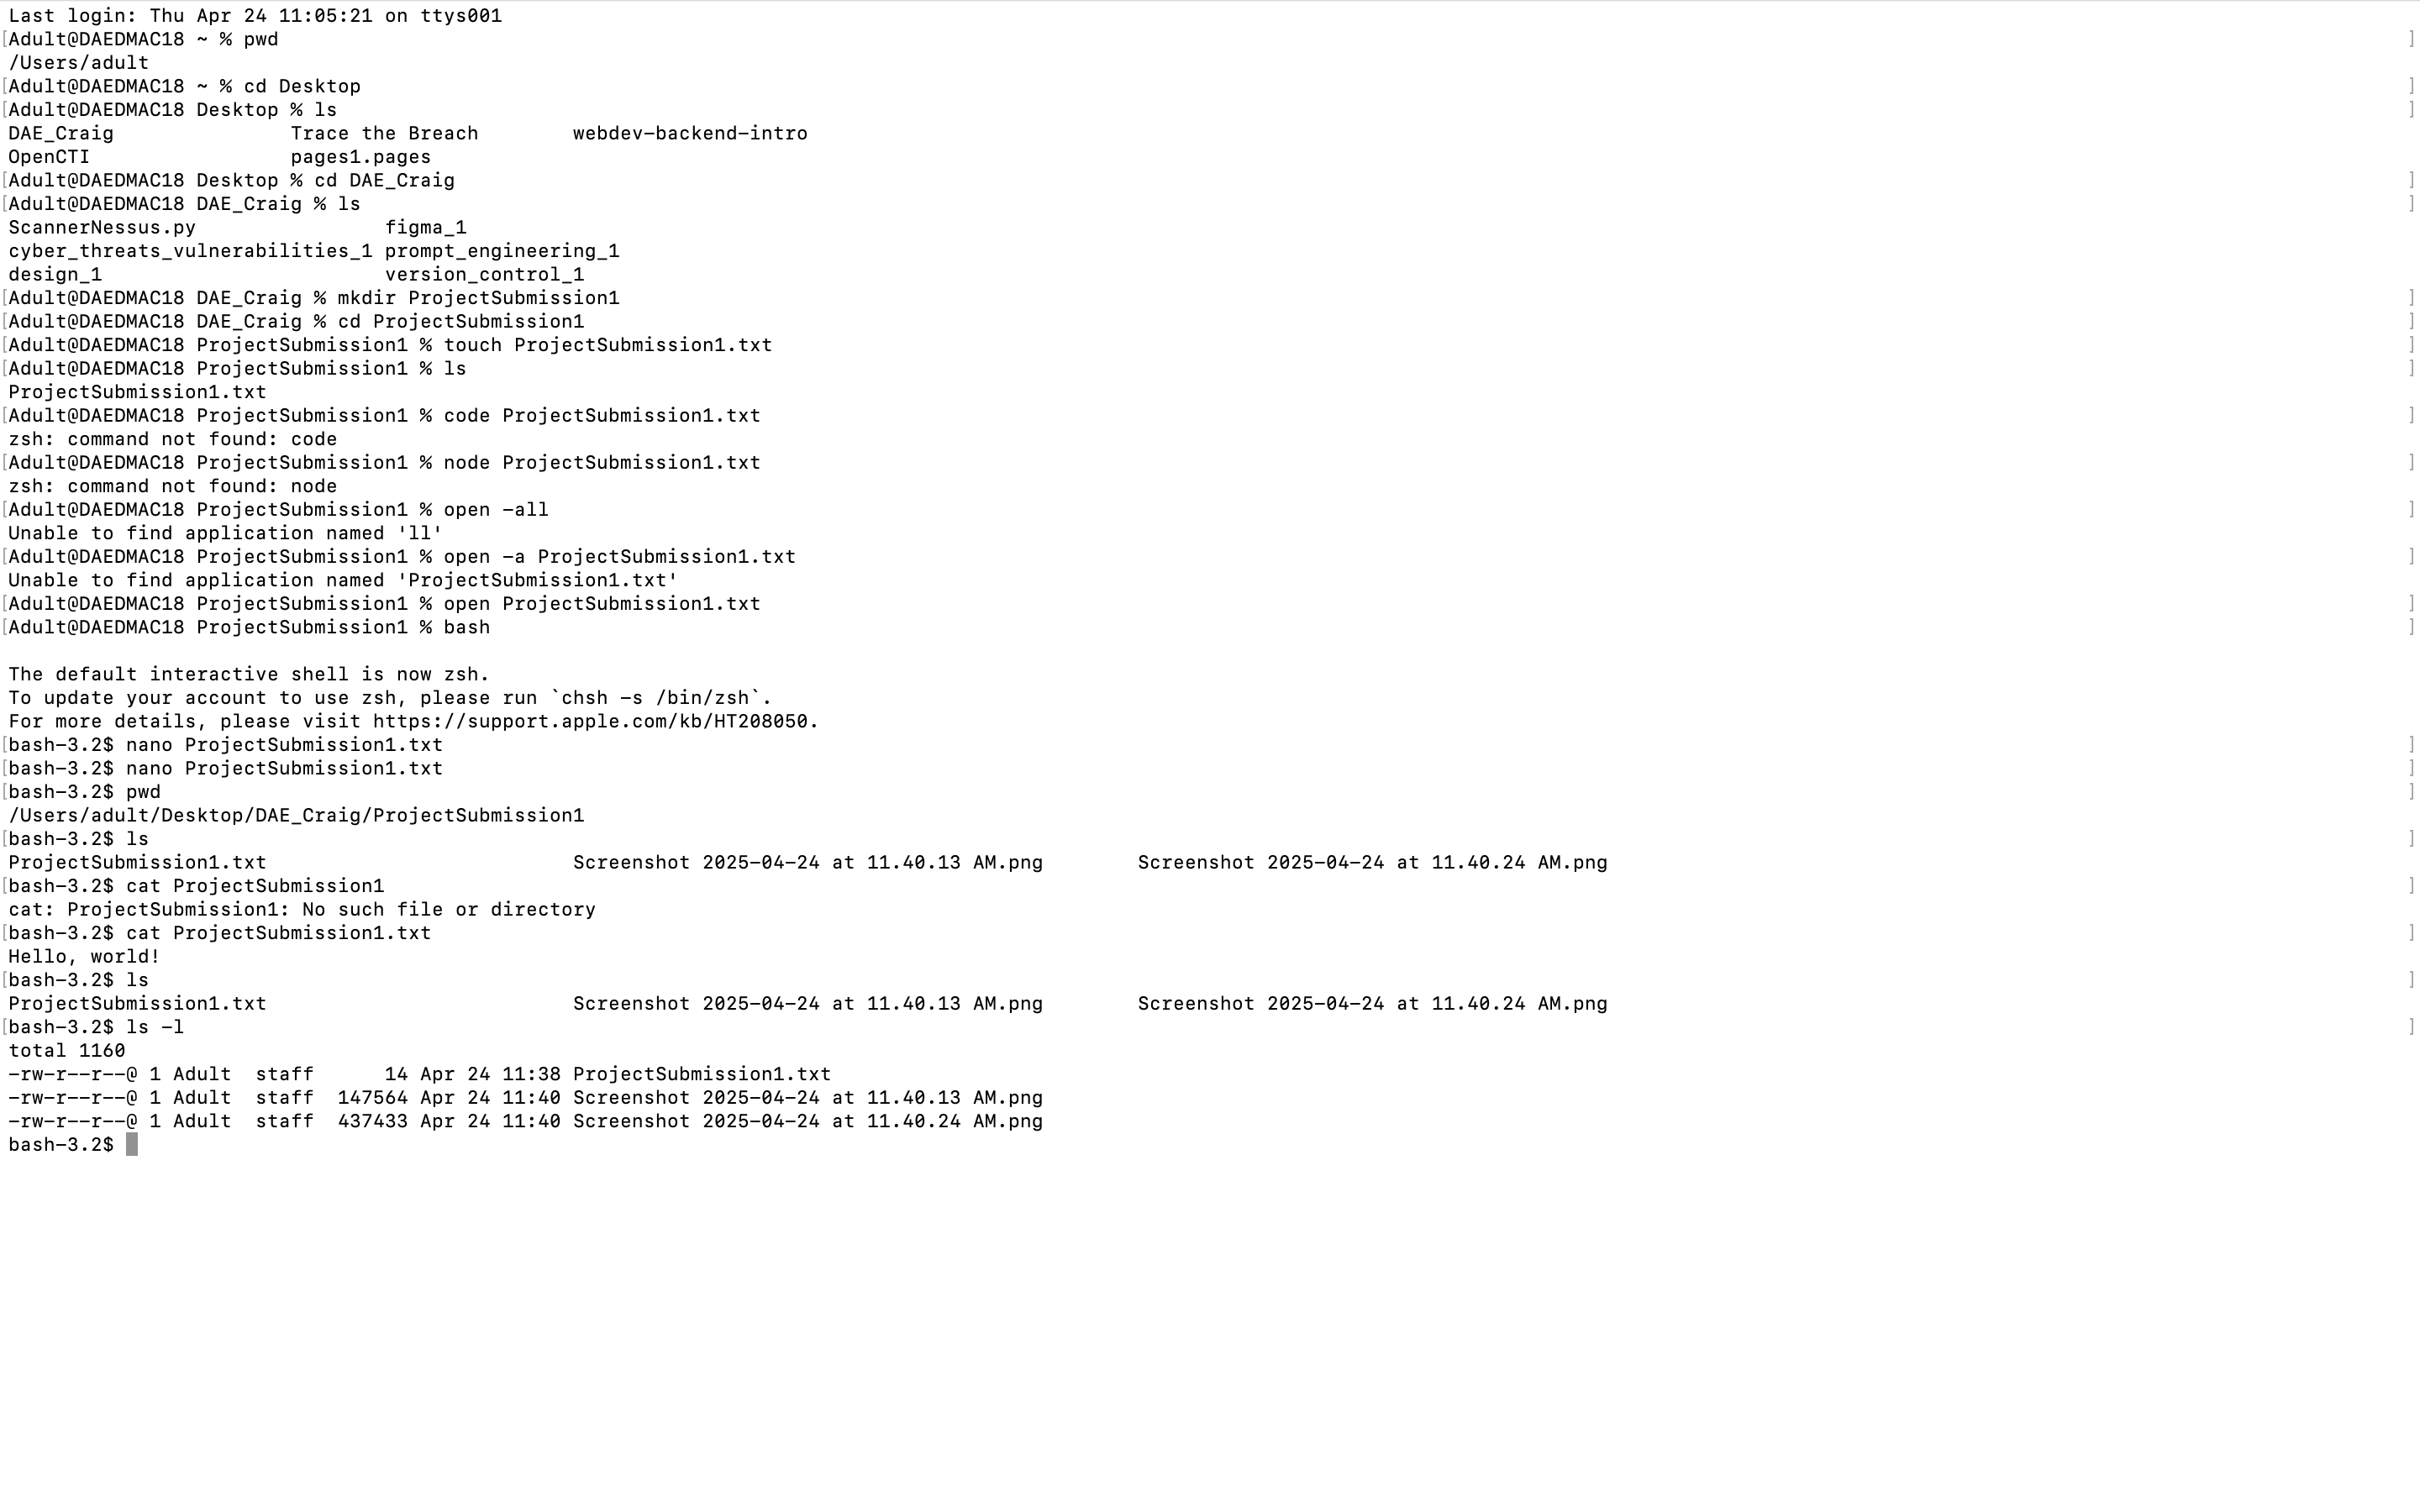 Last login: Thu Apr 24 11:05:21 on ttys001
[Adult@DAEDMAC18 ~ % pwd ]
/Users/adult
[Adult@DAEDMAC18 ~ % cd Desktop ]
[Adult@DAEDMAC18 Desktop % ls ]
DAE_Craig Trace the Breach webdev-backend-intro
OpenCTI pages1.pages
[Adult@DAEDMAC18 Desktop % cd DAE_Craig ]
[Adult@DAEDMAC18 DAE_Craig % ls ]
ScannerNessus.py figma_1
cyber_threats_vulnerabilities_1 prompt_engineering_1
design_1 version_control_1
[Adult@DAEDMAC18 DAE_Craig % mkdir ProjectSubmission1 ]
[Adult@DAEDMAC18 DAE_Craig % cd ProjectSubmission1 ]
[Adult@DAEDMAC18 ProjectSubmission1 % touch ProjectSubmission1.txt ]
[Adult@DAEDMAC18 ProjectSubmission1 % ls ]
ProjectSubmission1.txt
[Adult@DAEDMAC18 ProjectSubmission1 % code ProjectSubmission1.txt ]
zsh: command not found: code
[Adult@DAEDMAC18 ProjectSubmission1 % node ProjectSubmission1.txt ]
zsh: command not found: node
[Adult@DAEDMAC18 ProjectSubmission1 % open -all ]
Unable to find application named 'll'
[Adult@DAEDMAC18 ProjectSubmission1 % open -a ProjectSubmission1.txt ]
Unable to find application named 'ProjectSubmission1.txt'
[Adult@DAEDMAC18 ProjectSubmission1 % open ProjectSubmission1.txt ]
[Adult@DAEDMAC18 ProjectSubmission1 % bash ]
The default interactive shell is now zsh.
To update your account to use zsh, please run `chsh -s /bin/zsh`.
For more details, please visit https://support.apple.com/kb/HT208050.
[bash-3.2$ nano ProjectSubmission1.txt ]
[bash-3.2$ nano ProjectSubmission1.txt ]
[bash-3.2$ pwd ]
/Users/adult/Desktop/DAE_Craig/ProjectSubmission1
[bash-3.2$ ls ]
ProjectSubmission1.txt Screenshot 2025-04-24 at 11.40.13 AM.png Screenshot 2025-04-24 at 11.40.24 AM.png
[bash-3.2$ cat ProjectSubmission1 ]
cat: ProjectSubmission1: No such file or directory
[bash-3.2$ cat ProjectSubmission1.txt ]
Hello, world!
[bash-3.2$ ls ]
ProjectSubmission1.txt Screenshot 2025-04-24 at 11.40.13 AM.png Screenshot 2025-04-24 at 11.40.24 AM.png
[bash-3.2$ ls -l ]
total 1160
-rw-r--r--@ 1 Adult staff 14 Apr 24 11:38 ProjectSubmission1.txt
-rw-r--r--@ 1 Adult staff 147564 Apr 24 11:40 Screenshot 2025-04-24 at 11.40.13 AM.png
-rw-r--r--@ 1 Adult staff 437433 Apr 24 11:40 Screenshot 2025-04-24 at 11.40.24 AM.png
bash-3.2$